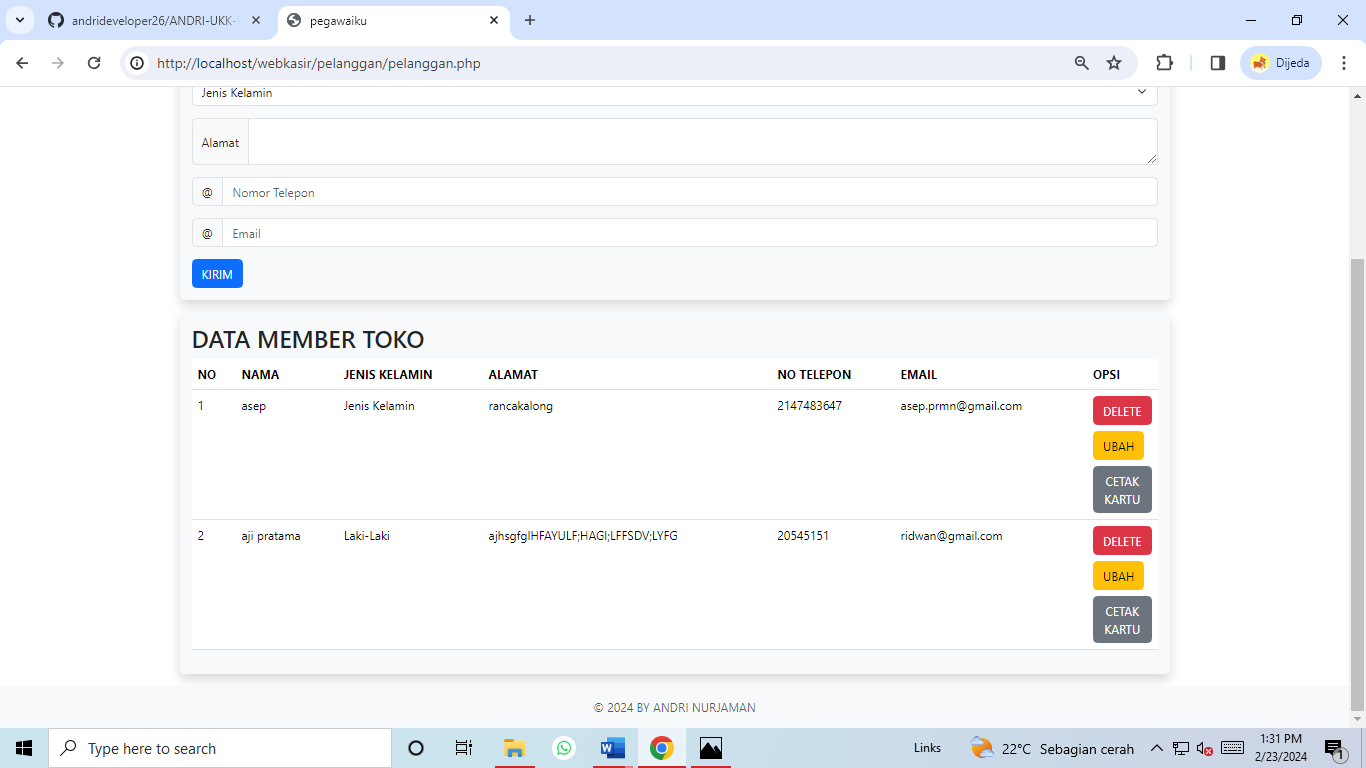 andrideveloper26/ANDRI-UKK-
pegawaiku
http://localhost/webkasir/pelanggan/pelanggan.php
Dijeda
Jenis Kelamin
Alamat
@ Nomor Telepon
@ Email
KIRIM
DATA MEMBER TOKO
NO NAMA JENIS KELAMIN ALAMAT NO TELEPON EMAIL OPSI
1 asep Jenis Kelamin rancakalong 2147483647 asep.prmn@gmail.com DELETE
UBAH
CETAK
KARTU
2 aji pratama Laki-Laki 20545151 ridwan@gmail.com DELETE
UBAH
CETAK
KARTU
© 2024 BY ANDRI NURJAMAN
Type here to search
Links
22°C Sebagian cerah
1:31 PM
2/23/2024
1